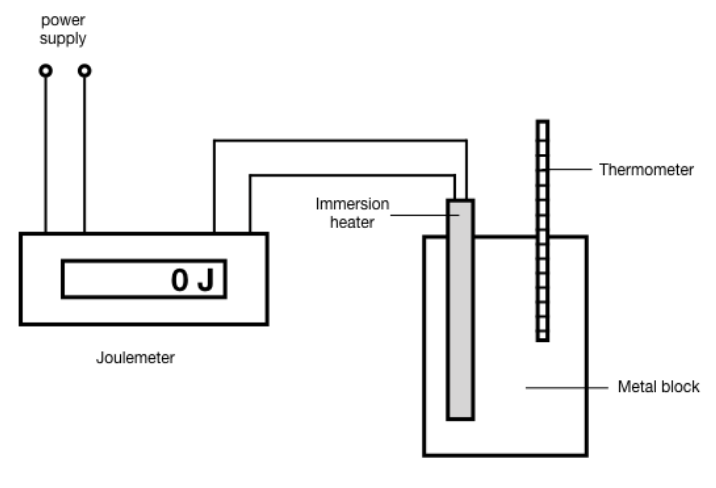 power
supply
Thermometer
Immersion
heater
0 J
Joulemeter
Metal block